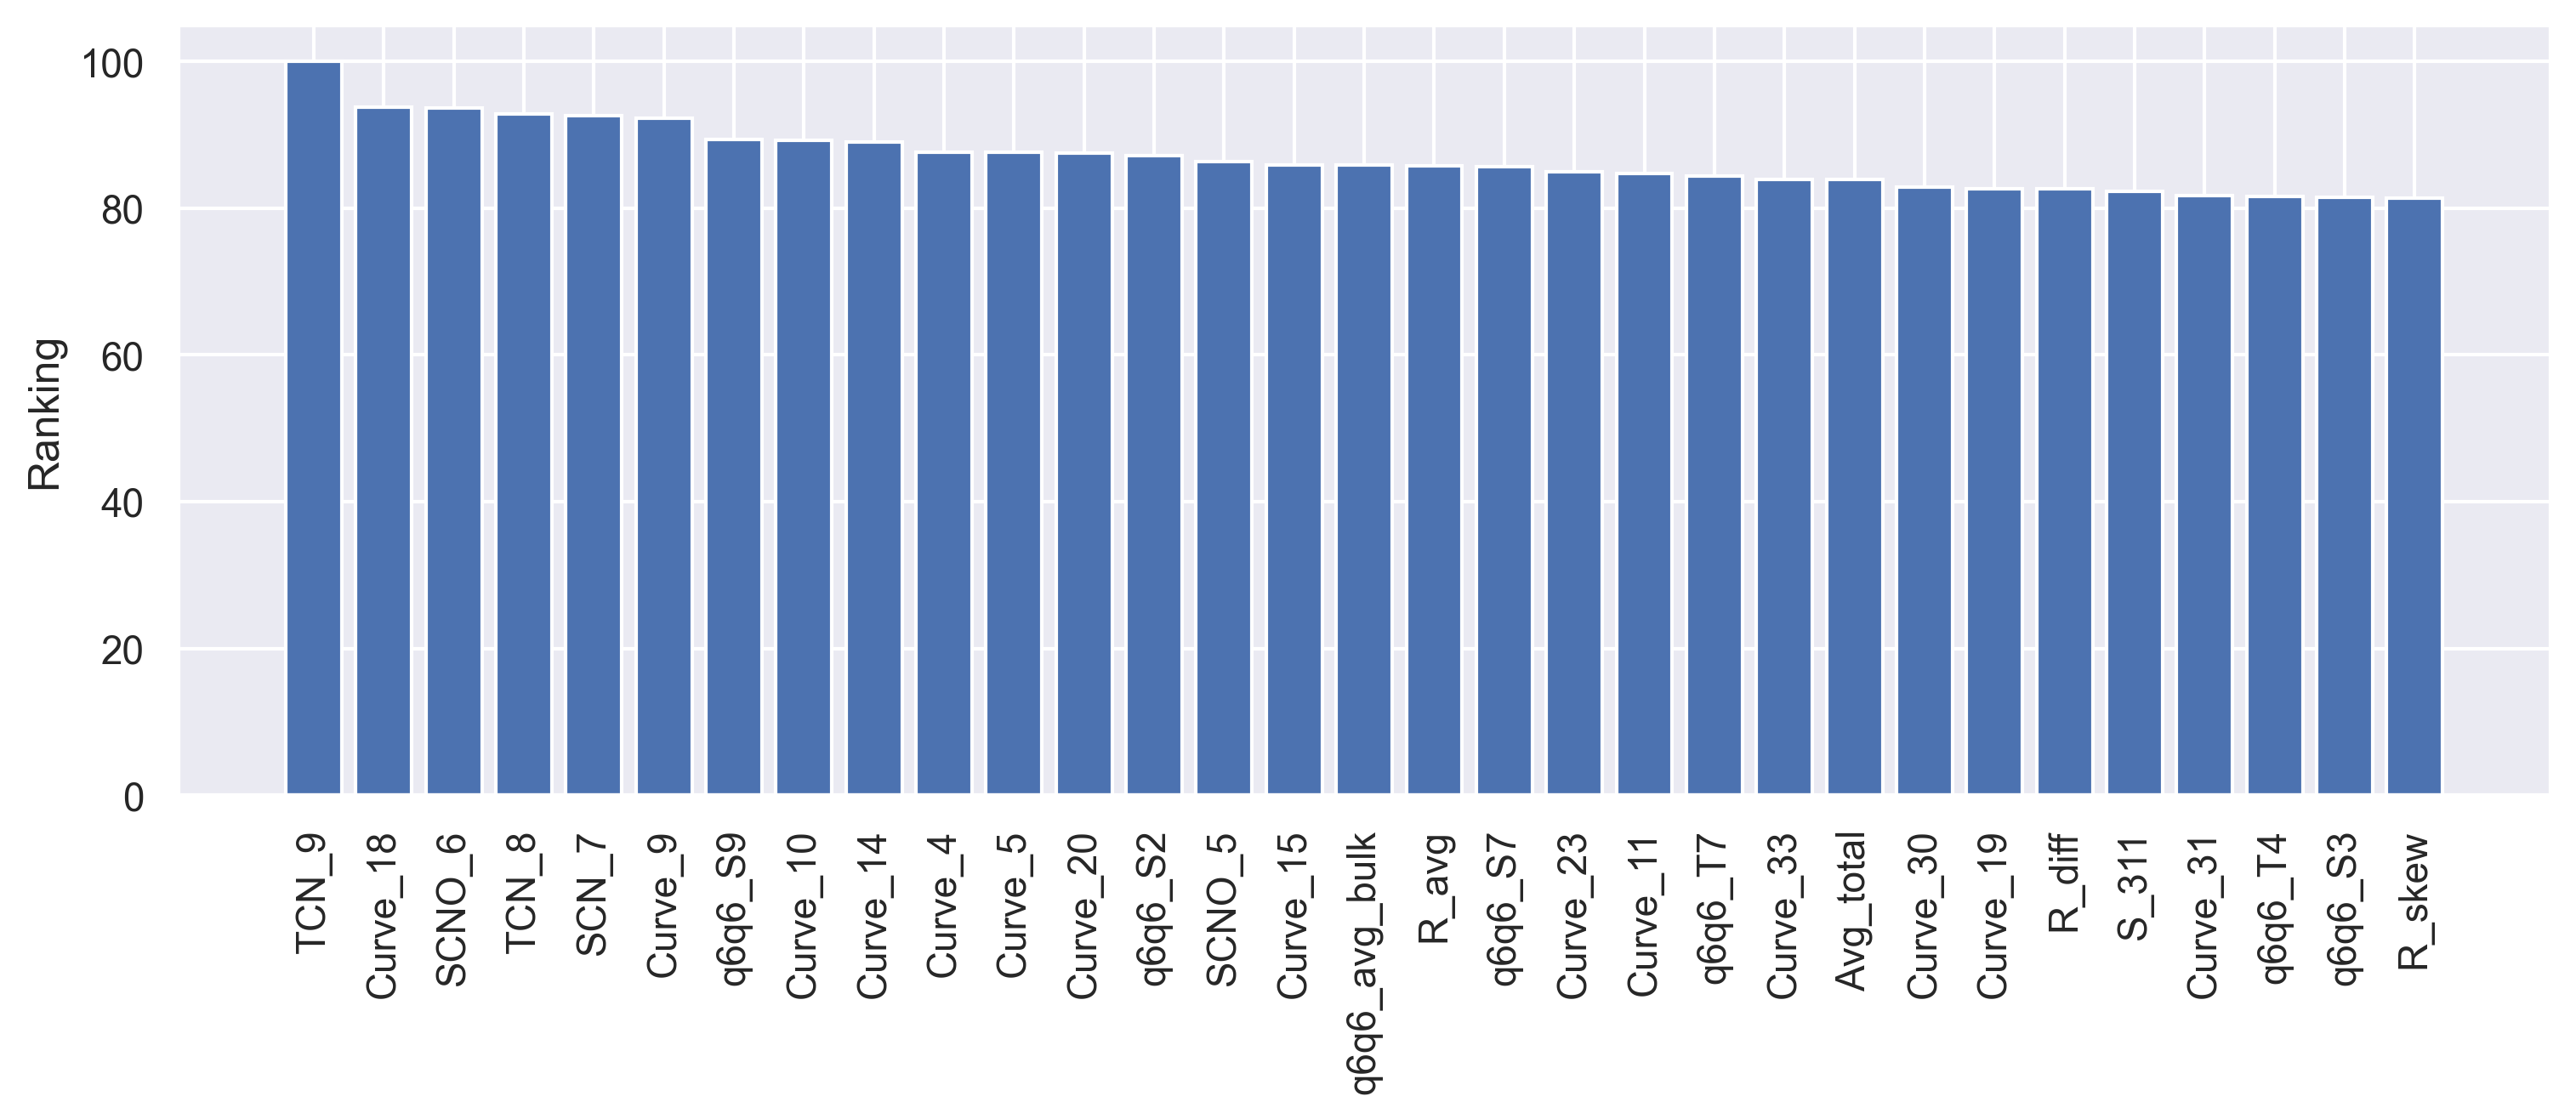 Ranking
100
80
60
40
20
0
TCN_9
Curve_18
SCNO_6
TCN_8
SCN_7
Curve_9
q6q6_S9
Curve_10
Curve_14
Curve_4
Curve_5
Curve_20
q6q6_S2
SCNO_5
Curve_15
q6q6_avg_bulk
R_avg
q6q6_S7
Curve_23
Curve_11
q6q6_T7
Curve_33
Avg_total
Curve_30
Curve_19
R_diff
S_311
Curve_31
q6q6_T4
q6q6_S3
R_skew